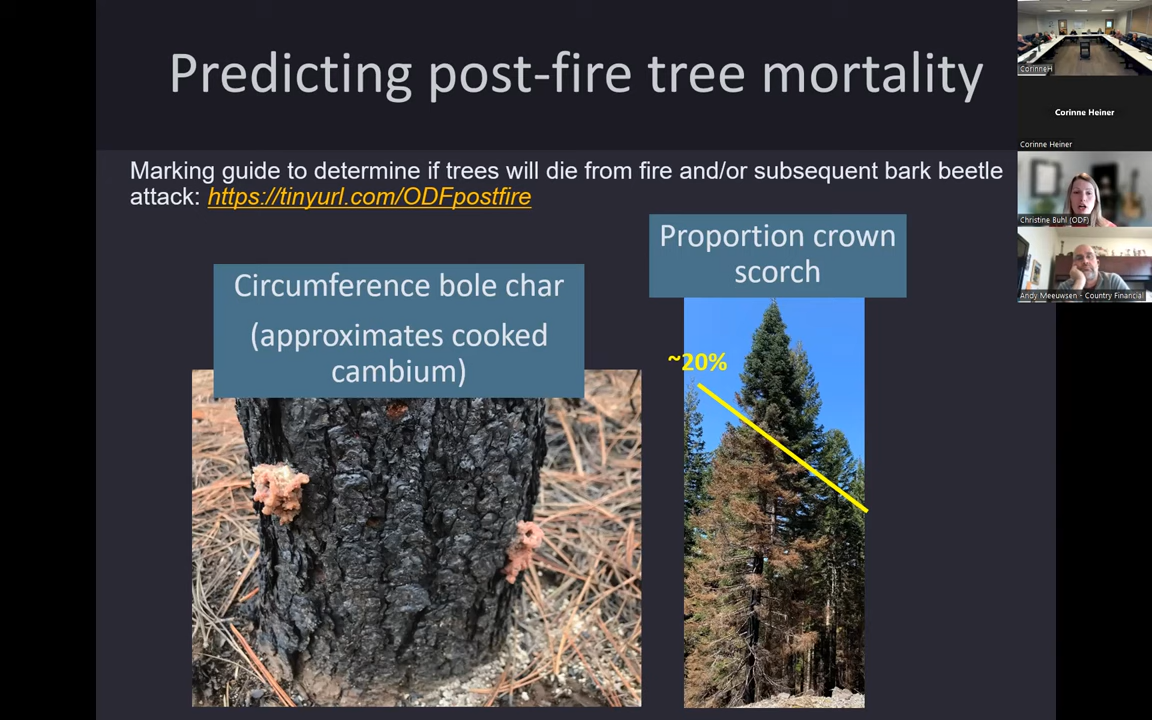 Predicting post-fire tree mortality
Marking guide to determine if trees will die from fire and/or subsequent bark beetle
attack: https://tinyurl.com/ODFpostfire
Circumference bole char
(approximates cooked
cambium)
Proportion crown
scorch
~20%
CorinneH
Corinne Heiner
Corinne Heiner
Christine Buhl (ODF)
Andy Meeuwsen - Country Financial